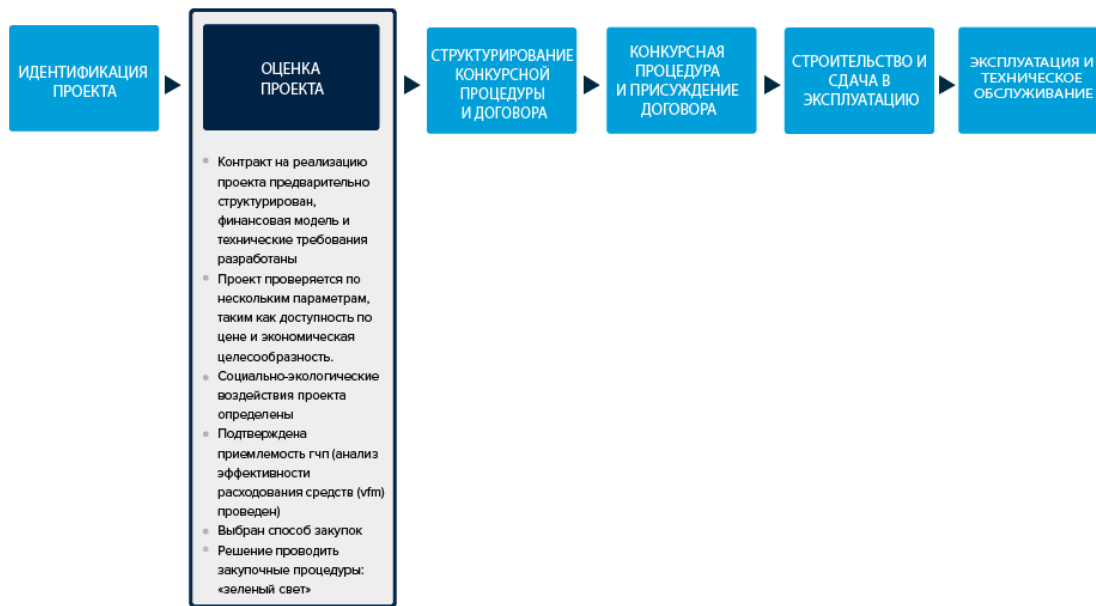 ИДЕНТИФИКАЦИЯ
ПРОЕКТА
ОЦЕНКА
ПРОЕКТА
• Контракт на реализацию
проекта предварительно
структурирован,
финансовая модель и
технические требования
разработаны
• Проект проверяется по
нескольким параметрам,
таким как доступность по
цене и экономическая
целесообразность.
• Социально-экологические
воздействия проекта
определены
• Подтверждена
приемлемость гчп (анализ
эффективности
расходования средств (vfm)
проведен)
• Выбран способ закупок
• Решение проводить
закупочные процедуры:
«зеленый свет»
СТРУКТУРИРОВАНИЕ
КОНКУРСНОЙ
ПРОЦЕДУРЫ
И ДОГОВОРА
КОНКУРСНАЯ
ПРОЦЕДУРА
И ПРИСУЖДЕНИЕ
ДОГОВОРА
СТРОИТЕЛЬСТВО И
СДАЧА В
ЭКСПЛУАТАЦИЮ
ЭКСПЛУАТАЦИЯ И
ТЕХНИЧЕСКОЕ
ОБСЛУЖИВАНИЕ